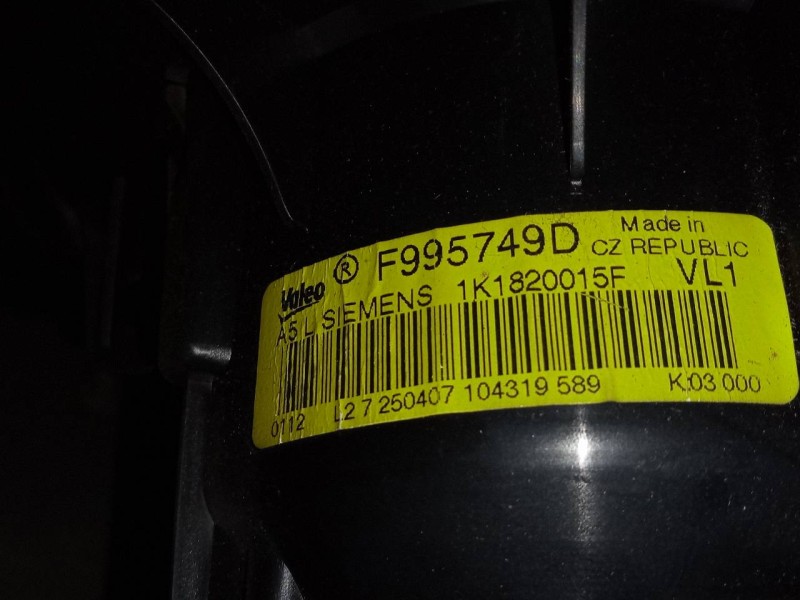 Valeo ® F995749D Made in
CZ REPUBLIC
A5 L SIEMENS 1K1820015F VL1
0112 L2 7 250407 104319 589 K:03 000